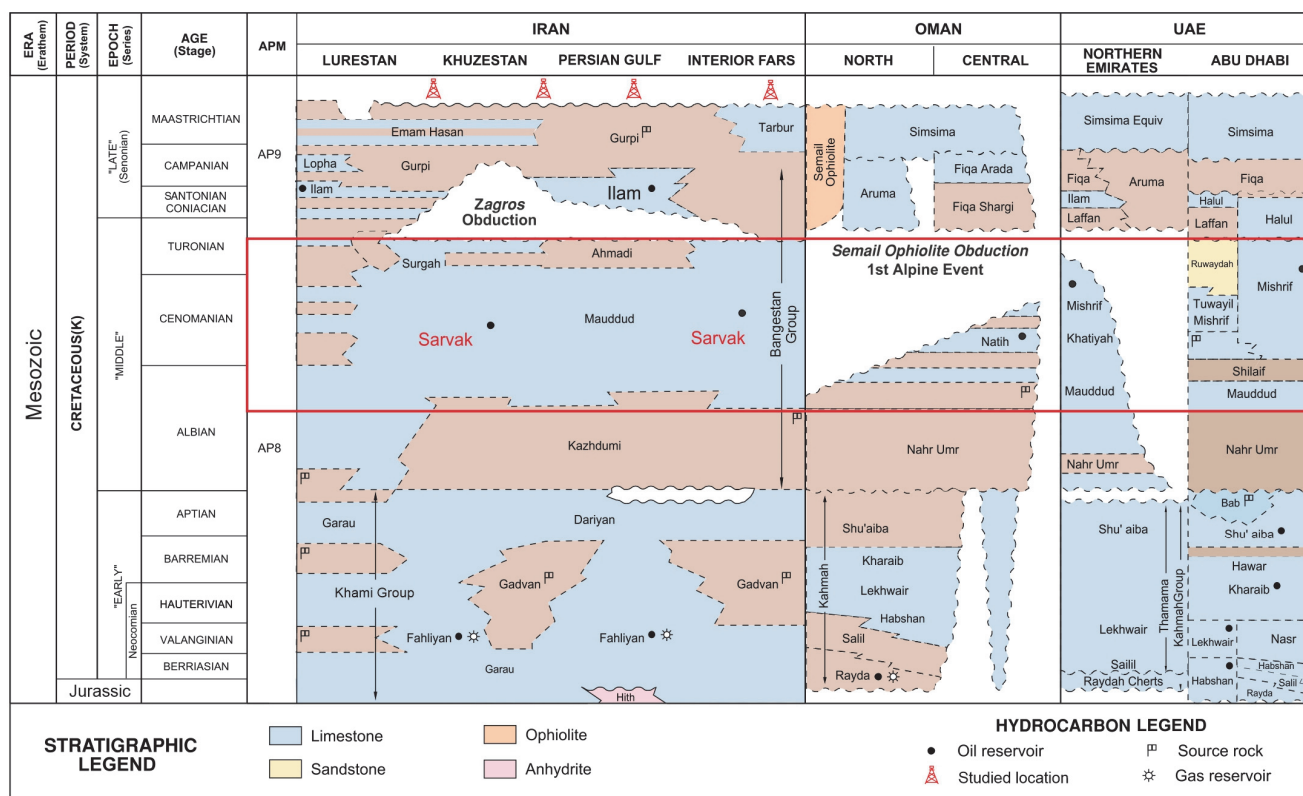 ERA
(Erathem)
PERIOD
(System)
EPOCH
(Series)
AGE
(Stage)
APM
IRAN
OMAN
UAE
LURESTAN
KHUZESTAN
PERSIAN GULF
INTERIOR FARS
NORTH
CENTRAL
NORTHERN
EMIRATES
ABU DHABI
Mesozoic
CRETACEOUS(K)
"LATE"
(Senonian)
"MIDDLE"
"EARLY"
Neocomian
Jurassic
MAASTRICHTIAN
CAMPANIAN
SANTONIAN
CONIACIAN
TURONIAN
CENOMANIAN
ALBIAN
APTIAN
BARREMIAN
HAUTERIVIAN
VALANGINIAN
BERRIASIAN
AP9
AP8
Emam Hasan
Gurpi
Tarbur
Lopha
Gurpi
Ilam
Ilam
Zagros
Obduction
Surgah
Ahmadi
Sarvak
Mauddud
Sarvak
Bangestan
Group
Kazhdumi
Garau
Dariyan
Khami Group
Gadvan
Gadvan
Fahliyan
Fahliyan
Garau
Hith
Semail
Ophiolite
Simsima
Aruma
Fiqa Arada
Fiqa Shargi
Semail Ophiolite Obduction
1st Alpine Event
Natih
Nahr Umr
Kahmah
Shu'aiba
Kharaib
Lekhwair
Habshan
Salil
Rayda
Simsima Equiv
Fiqa
Aruma
Ilam
Laffan
Mishrif
Khatiyah
Mauddud
Nahr Umr
Shu' aiba
Lekhwair
Sailil
Raydah Cherts
Thamama
KahmahGroup
Simsima
Fiqa
Halul
Laffan
Halul
Ruwaydah
Mishrif
Tuwayil
Mishrif
Shilaif
Mauddud
Nahr Umr
Bab
Shu' aiba
Hawar
Kharaib
Lekhwair
Nasr
Habshan
Habshan
Salil
Rayda
STRATIGRAPHIC
LEGEND
Limestone
Sandstone
Ophiolite
Anhydrite
HYDROCARBON LEGEND
Oil reservoir
Source rock
Studied location
Gas reservoir